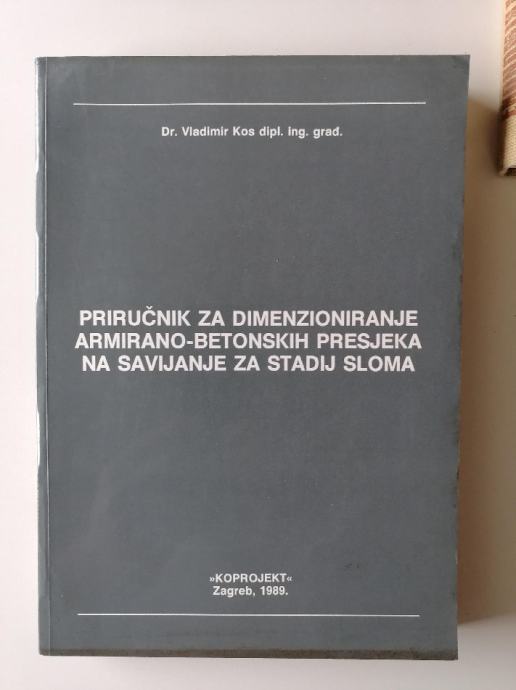 Dr. Vladimir Kos dipl. ing. građ.
PRIRUČNIK ZA DIMENZIONIRANJE
ARMIRANO-BETONSKIH PRESJEKA
NA SAVIJANJE ZA STADIJ SLOMA
»KOPROJEKT«
Zagreb, 1989.